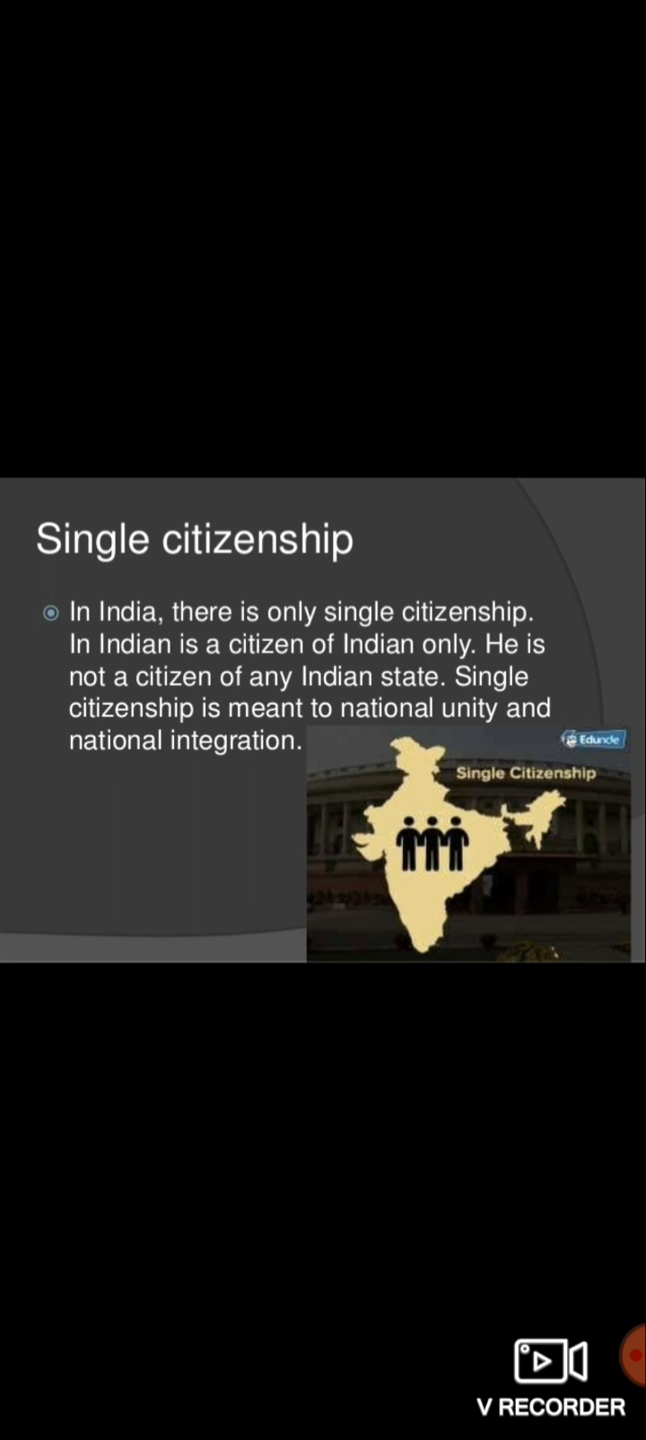 Single citizenship
In India, there is only single citizenship.
In Indian is a citizen of Indian only. He is
not a citizen of any Indian state. Single
citizenship is meant to national unity and
national integration.
Eduncle
Single Citizenship
V RECORDER